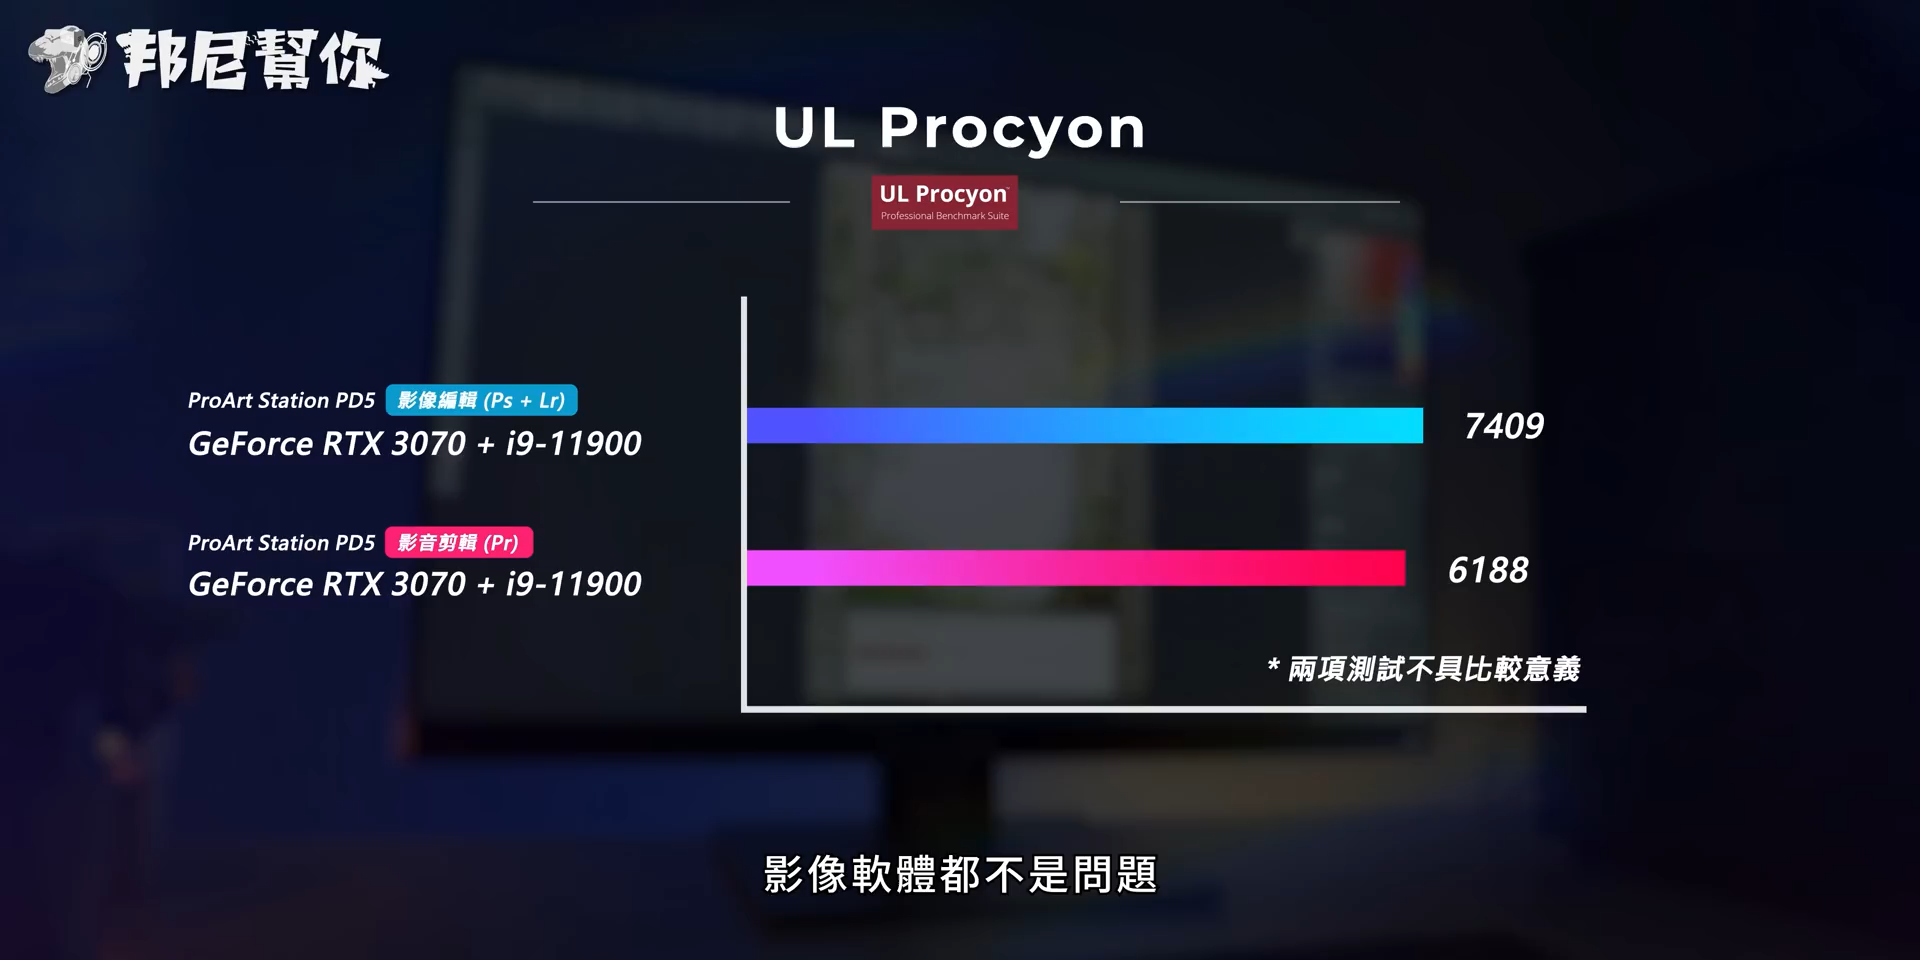 邦尼幫你
UL Procyon
UL Procyon
Professional Benchmark Suite
ProArt Station PD5 影像編輯 (Ps + Lr)
GeForce RTX 3070 + i9-11900
7409
ProArt Station PD5 影音剪輯 (Pr)
GeForce RTX 3070 + i9-11900
6188
* 兩項測試不具比較意義
影像軟體都不是問題